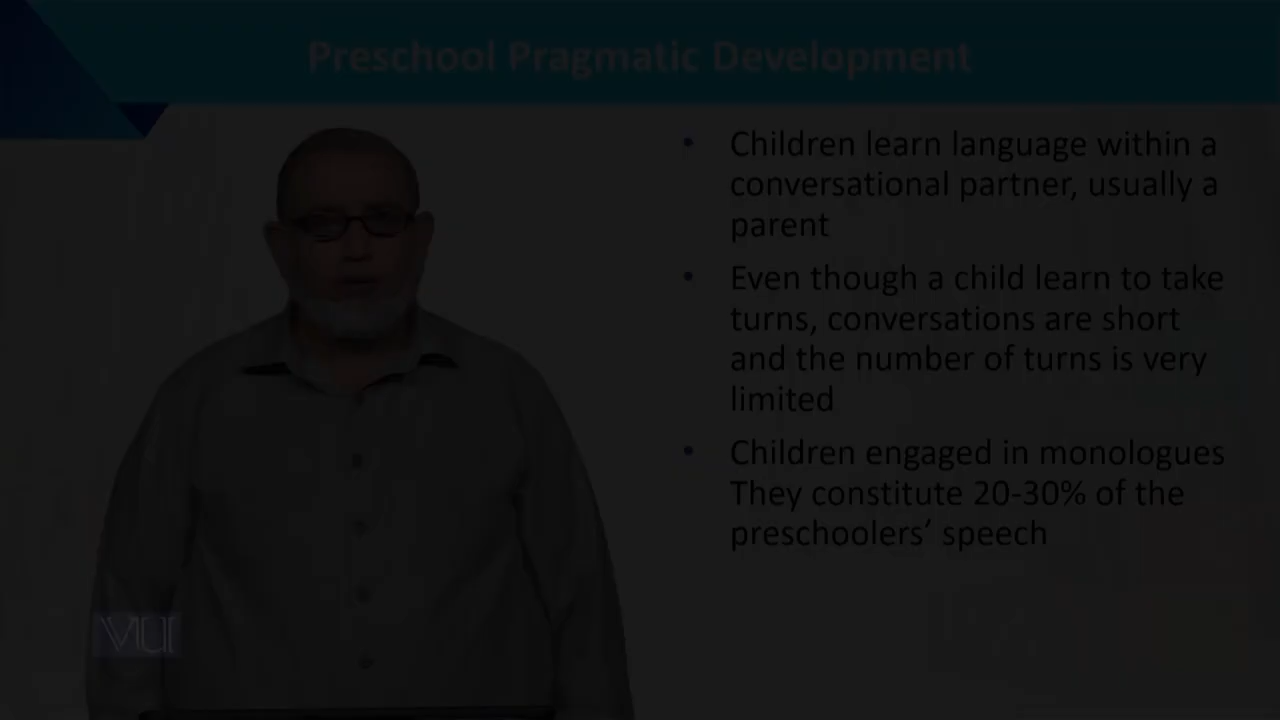 Preschool Pragmatic Development
• Children learn language within a
conversational partner, usually a
parent
• Even though a child learn to take
turns, conversations are short
and the number of turns is very
limited
• Children engaged in monologues
They constitute 20-30% of the
preschoolers’ speech
VU